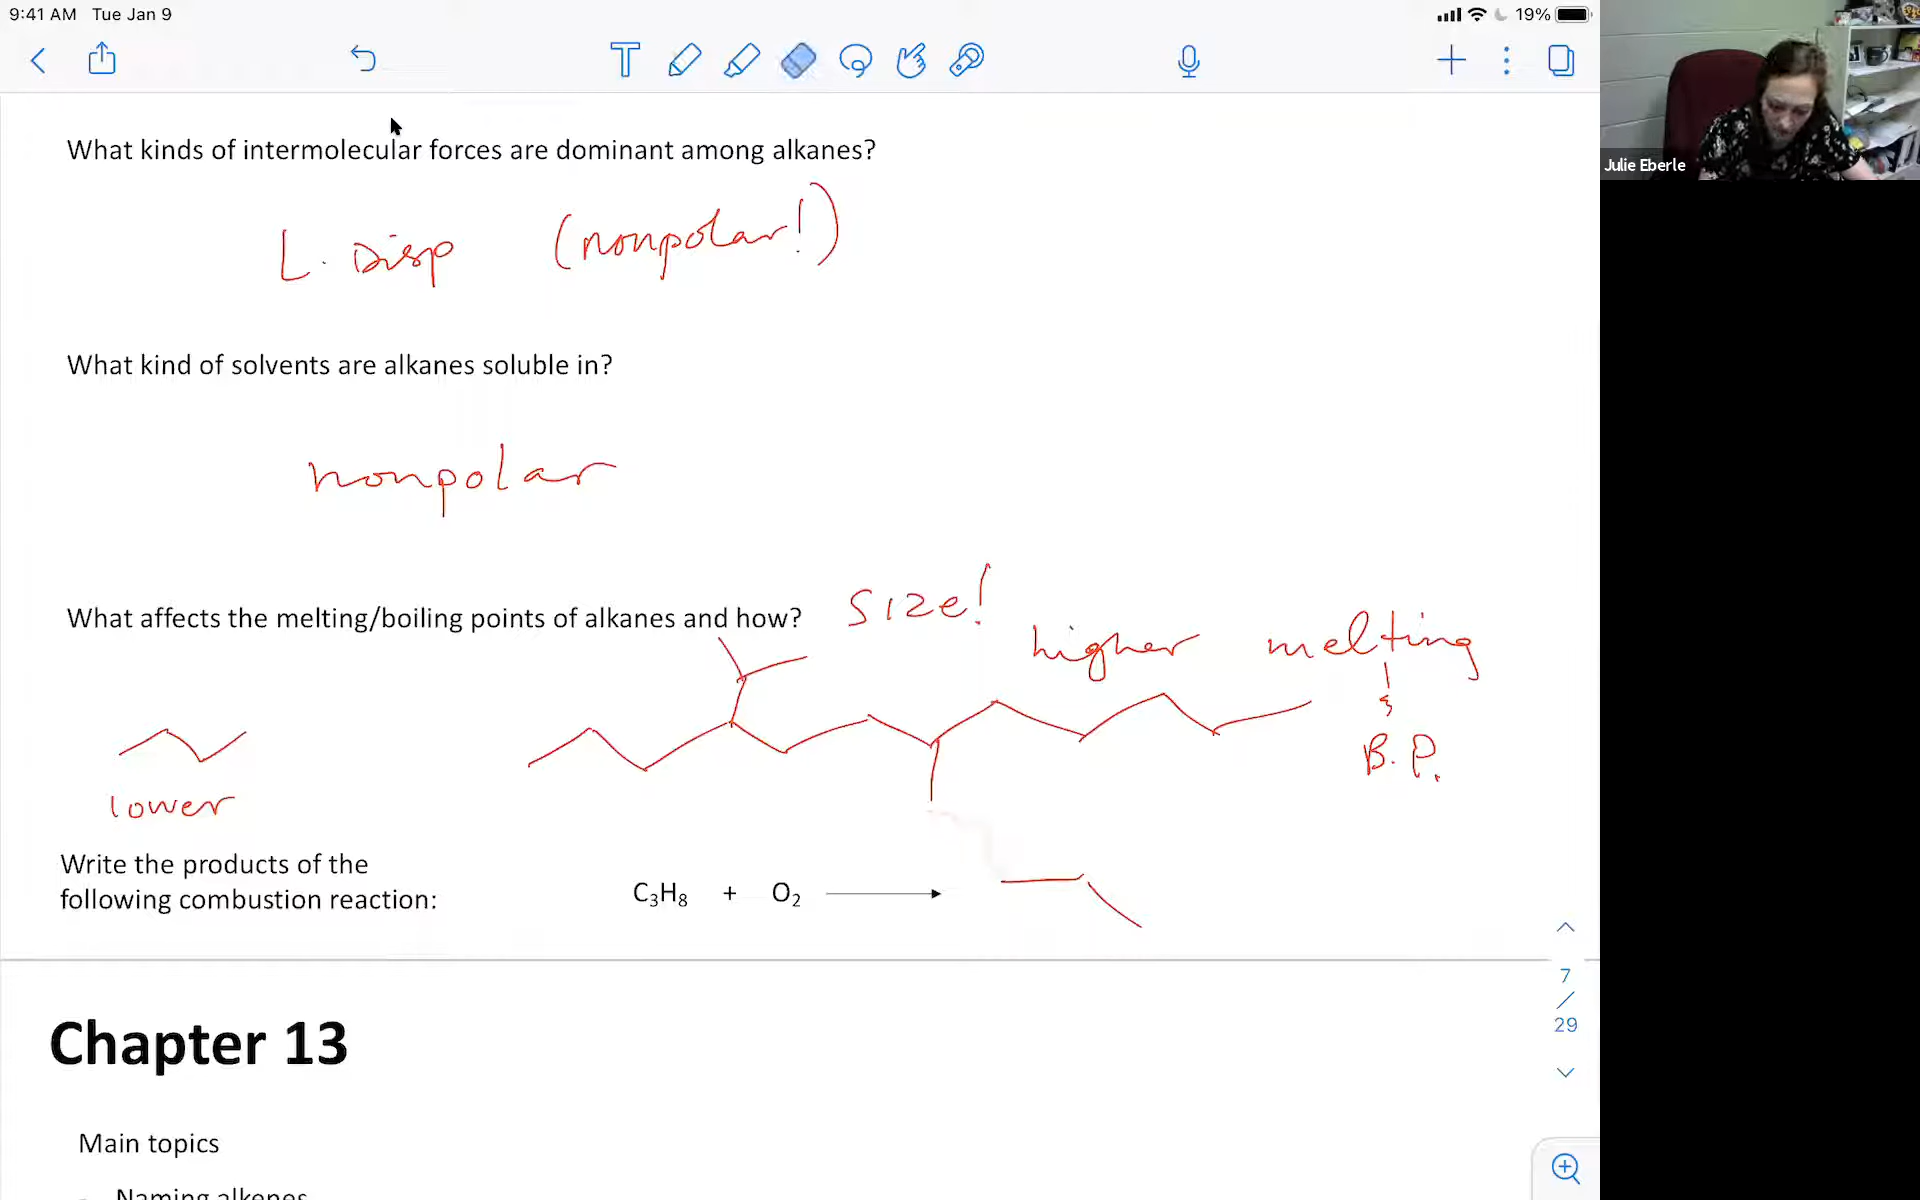 9:41 AM Tue Jan 9
19%
Julie Eberle
What kinds of intermolecular forces are dominant among alkanes?
L. Disp (nonpolar!)
What kind of solvents are alkanes soluble in?
nonpolar
What affects the melting/boiling points of alkanes and how? Size!
higher melting
B.P.
lower
Write the products of the
following combustion reaction:
C₃H₈ + O₂
7
/
29
Chapter 13
Main topics
- Naming alkenes